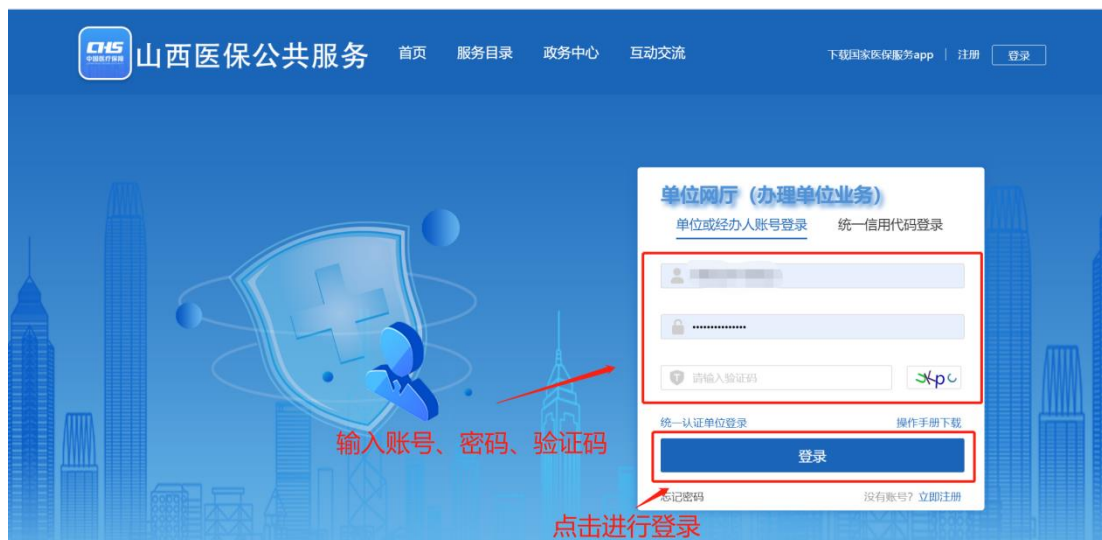 CHS
中国医疗保障
山西医保公共服务
首页 服务目录 政务中心 互动交流
下载国家医保服务app | 注册 登录
单位网厅（办理单位业务）
单位或经办人账号登录 统一信用代码登录
请输入验证码
统一认证单位登录 操作手册下载
输入账号、密码、验证码
登录
忘记密码 没有账号？立即注册
点击进行登录